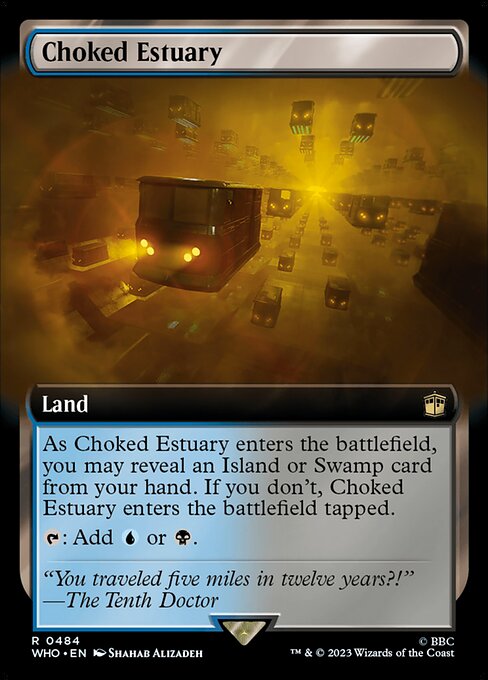 Choked Estuary
Land
As Choked Estuary enters the battlefield,
you may reveal an Island or Swamp card
from your hand. If you don't, Choked
Estuary enters the battlefield tapped.
: Add or .
“You traveled five miles in twelve years?!”
—The Tenth Doctor
R 0484
WHO • EN Shahab Alizadeh
™ & © 2023 Wizards of the Coast
© BBC